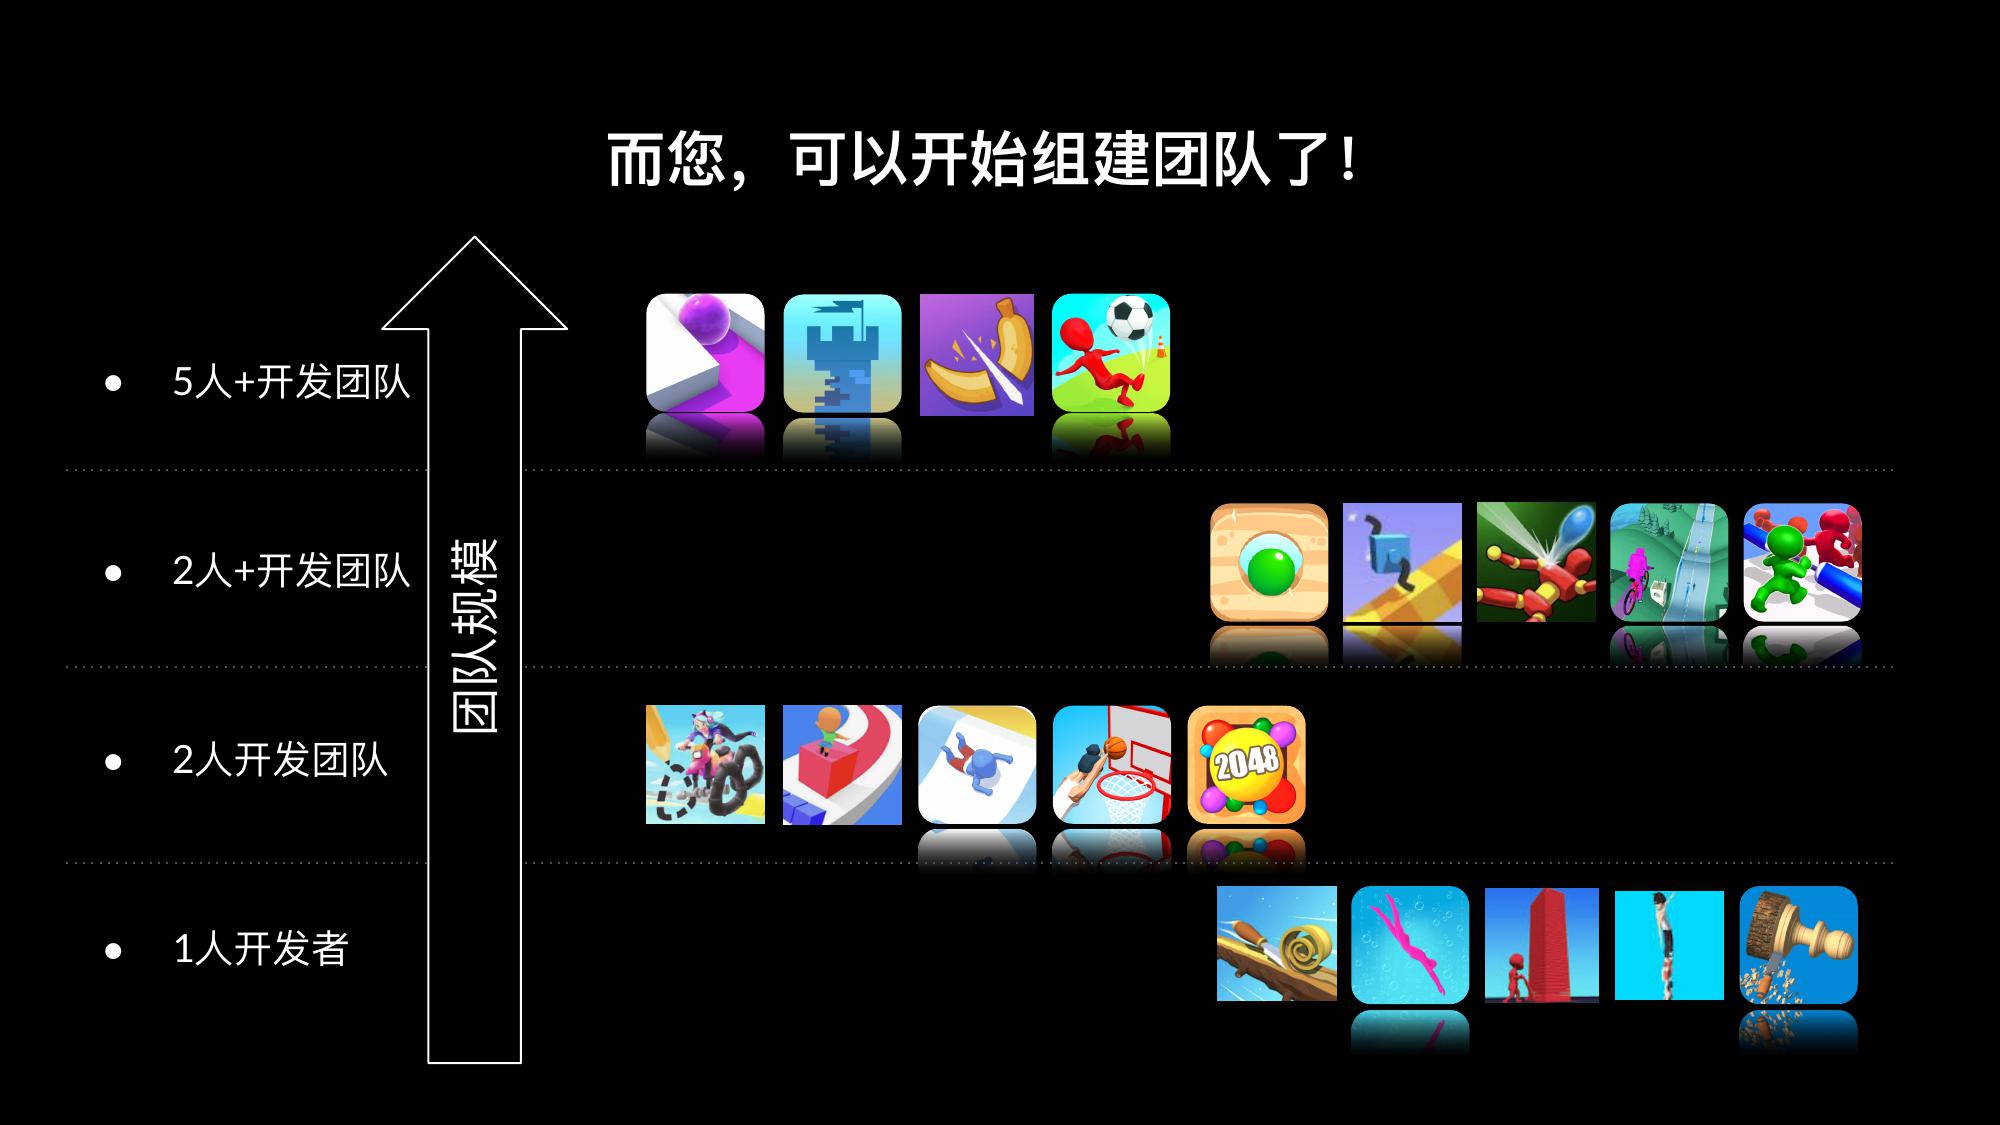 而您，可以开始组建团队了！
● 5人+开发团队
● 2人+开发团队
团队规模
2048
● 2人开发团队
● 1人开发者